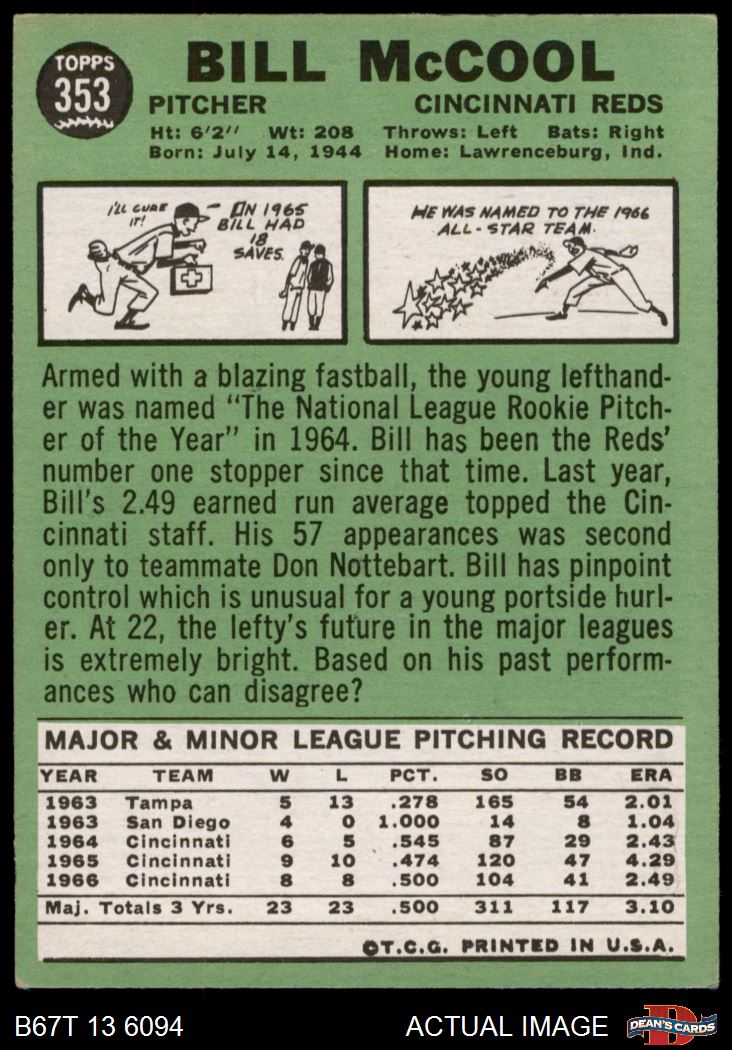 TOPPS
353
BILL McCOOL
PITCHER CINCINNATI REDS
Ht: 6'2" Wt: 208 Throws: Left Bats: Right
Born: July 14, 1944 Home: Lawrenceburg, Ind.
I'LL CURE
IT!
IN 1965
BILL HAD
18
SAVES.
HE WAS NAMED TO THE 1966
ALL-STAR TEAM.
Armed with a blazing fastball, the young lefthand-
er was named "The National League Rookie Pitch-
er of the Year" in 1964. Bill has been the Reds'
number one stopper since that time. Last year,
Bill's 2.49 earned run average topped the Cin-
cinnati staff. His 57 appearances was second
only to teammate Don Nottebart. Bill has pinpoint
control which is unusual for a young portside hurl-
er. At 22, the lefty's future in the major leagues
is extremely bright. Based on his past perform-
ances who can disagree?
MAJOR & MINOR LEAGUE PITCHING RECORD
YEAR TEAM W L PCT. SO BB ERA
1963 Tampa 5 13 .278 165 54 2.01
1963 San Diego 4 0 1.000 14 8 1.04
1964 Cincinnati 6 5 .545 87 29 2.43
1965 Cincinnati 9 10 .474 120 47 4.29
1966 Cincinnati 8 8 .500 104 41 2.49
Maj. Totals 3 Yrs. 23 23 .500 311 117 3.10
©T.C.G. PRINTED IN U.S.A.
B67T 13 6094 ACTUAL IMAGE DEAN'S CARDS